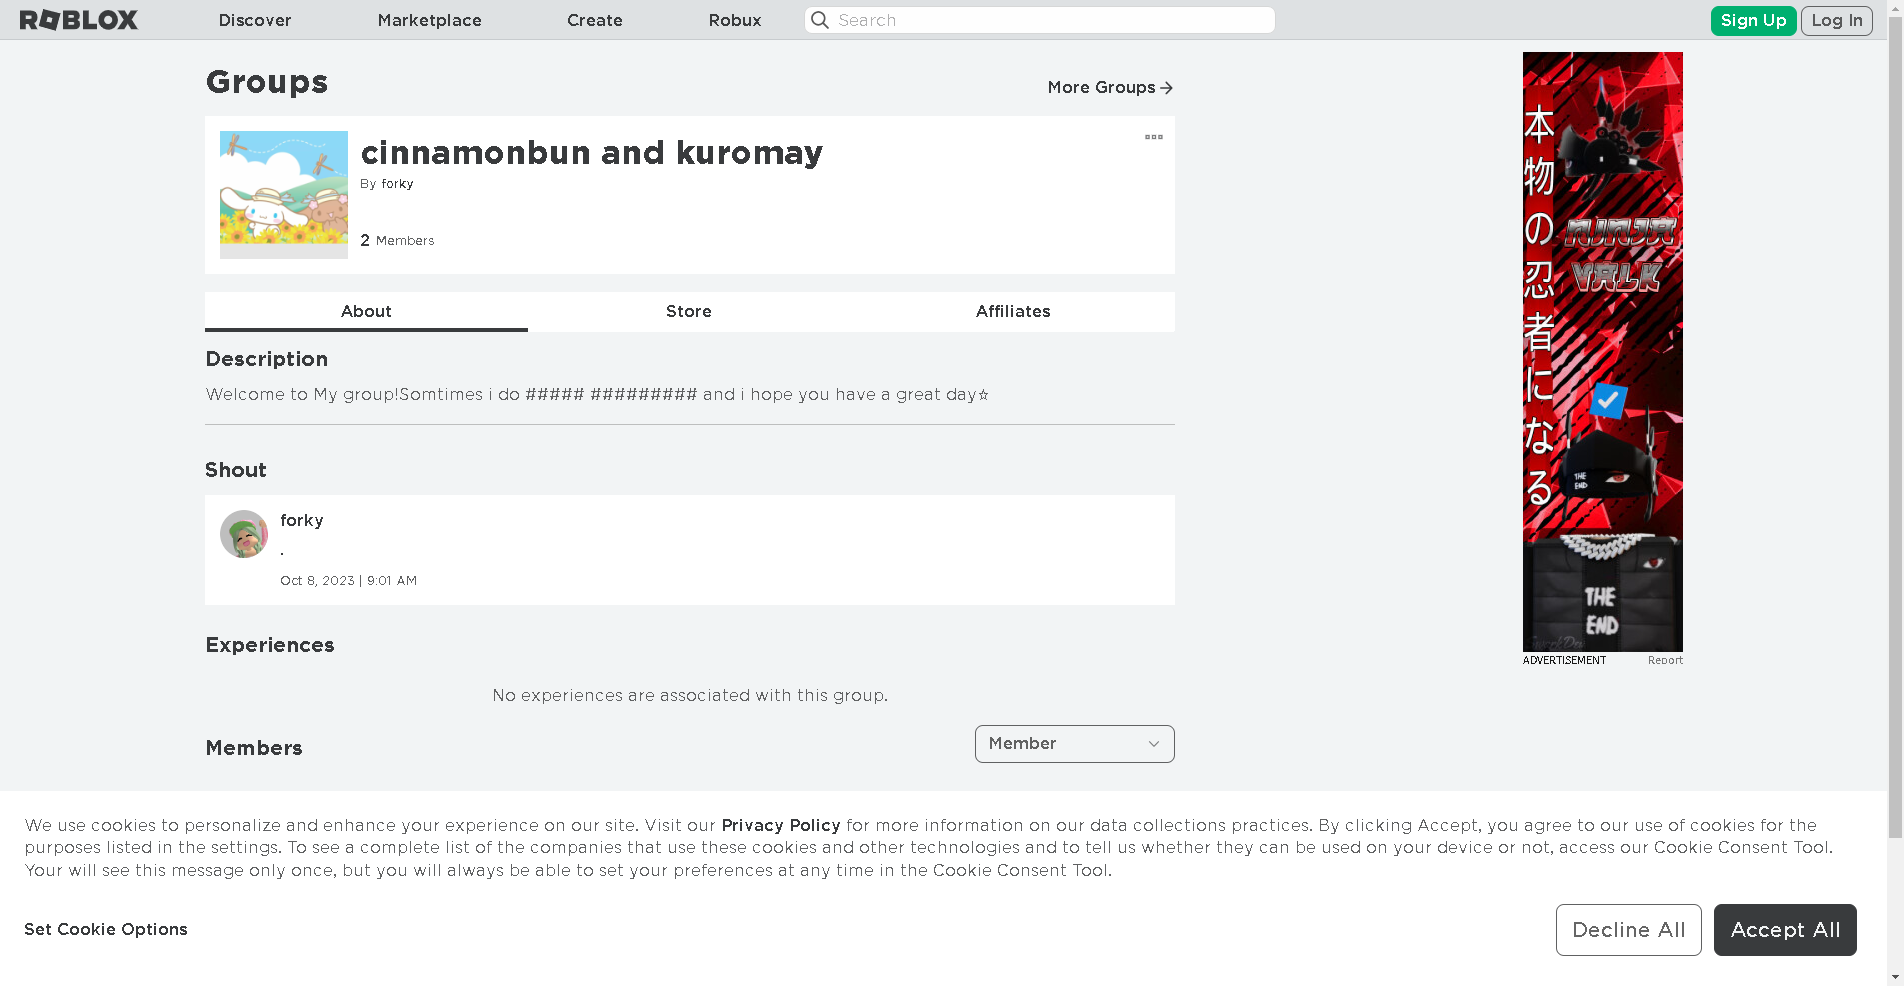 ROBLOX
Discover
Marketplace
Create
Robux
Search
Sign Up
Log In
Groups
More Groups
cinnamonbun and kuromay
By forky
2 Members
About
Store
Affiliates
Description
Welcome to My group!Somtimes i do ##### ######### and i hope you have a great day☆
Shout
forky
.
Oct 8, 2023 | 9:01 AM
Experiences
No experiences are associated with this group.
Members
Member
本物の忍者になる
NINJA
VALK
THE
END
THE
END
ADVERTISEMENT
Report
We use cookies to personalize and enhance your experience on our site. Visit our Privacy Policy for more information on our data collections practices. By clicking Accept, you agree to our use of cookies for the
purposes listed in the settings. To see a complete list of the companies that use these cookies and other technologies and to tell us whether they can be used on your device or not, access our Cookie Consent Tool.
Your will see this message only once, but you will always be able to set your preferences at any time in the Cookie Consent Tool.
Set Cookie Options
Decline All
Accept All